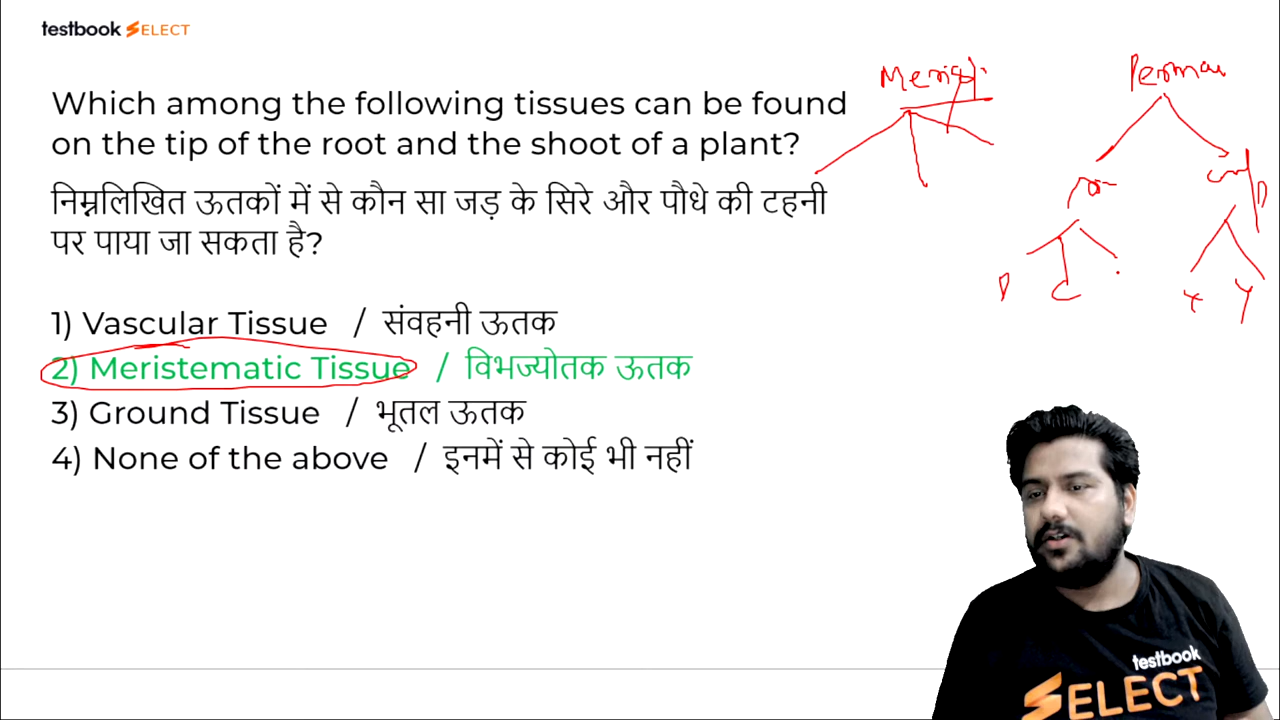 testbook SELECT
Which among the following tissues can be found
on the tip of the root and the shoot of a plant?
निम्नलिखित ऊतकों में से कौन सा जड़ के सिरे और पौधे की टहनी
पर पाया जा सकता है?
1) Vascular Tissue / संवहनी ऊतक
2) Meristematic Tissue / विभज्योतक ऊतक
3) Ground Tissue / भूतल ऊतक
4) None of the above / इनमें से कोई भी नहीं
P C
X Y
testbook
SELECT